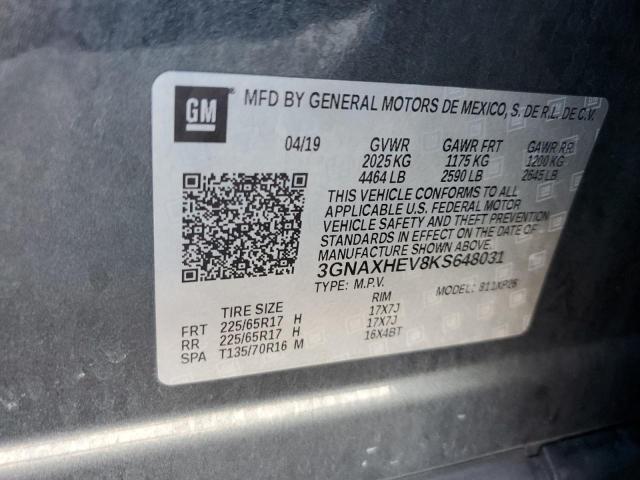 GM
MFD BY GENERAL MOTORS DE MEXICO, S. DE R.L. DE C.V.
04/19 GVWR GAWR FRT GAWR RR
2025 KG 1175 KG 1200 KG
4464 LB 2590 LB 2645 LB
THIS VEHICLE CONFORMS TO ALL
APPLICABLE U.S. FEDERAL MOTOR
VEHICLE SAFETY AND THEFT PREVENTION
STANDARDS IN EFFECT ON THE DATE OF
MANUFACTURE SHOWN ABOVE.
3GNAXHEV8KS648031
TYPE: M.P.V. MODEL: 811XP26
TIRE SIZE RIM
FRT 225/65R17 H 17X7J
RR 225/65R17 H 17X7J
SPA T135/70R16 M 16X4BT